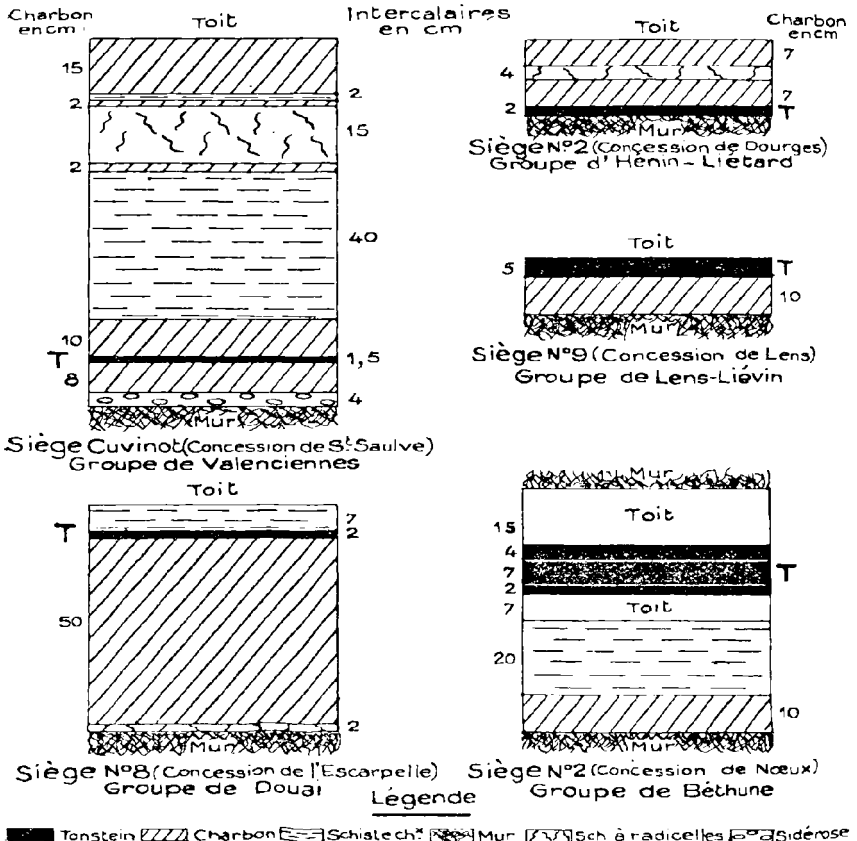 Charbon
en cm
Toit
Intercalaires
en cm
15
2
2
15
2
40
10
T
1,5
8
4
Mur
Siège Cuvinot (Concession de St Saulve)
Groupe de Valenciennes
Toit
Charbon
en cm
7
4
7
2
T
Mur
Siège N°2 (Concession de Dourges)
Groupe d'Hénin-Liétard
Toit
5
T
10
Mur
Siège N°9 (Concession de Lens)
Groupe de Lens-Liévin
Toit
7
T
2
50
2
Mur
Siège N°8 (Concession de l'Escarpelle)
Groupe de Douai
Mur
15
Toit
4
7
T
2
7
Toit
20
10
Mur
Siège N°2 (Concession de Nœux)
Groupe de Béthune
Légende
Tonstein Charbon Schiste chx Mur Sch à radicelles Sidérose